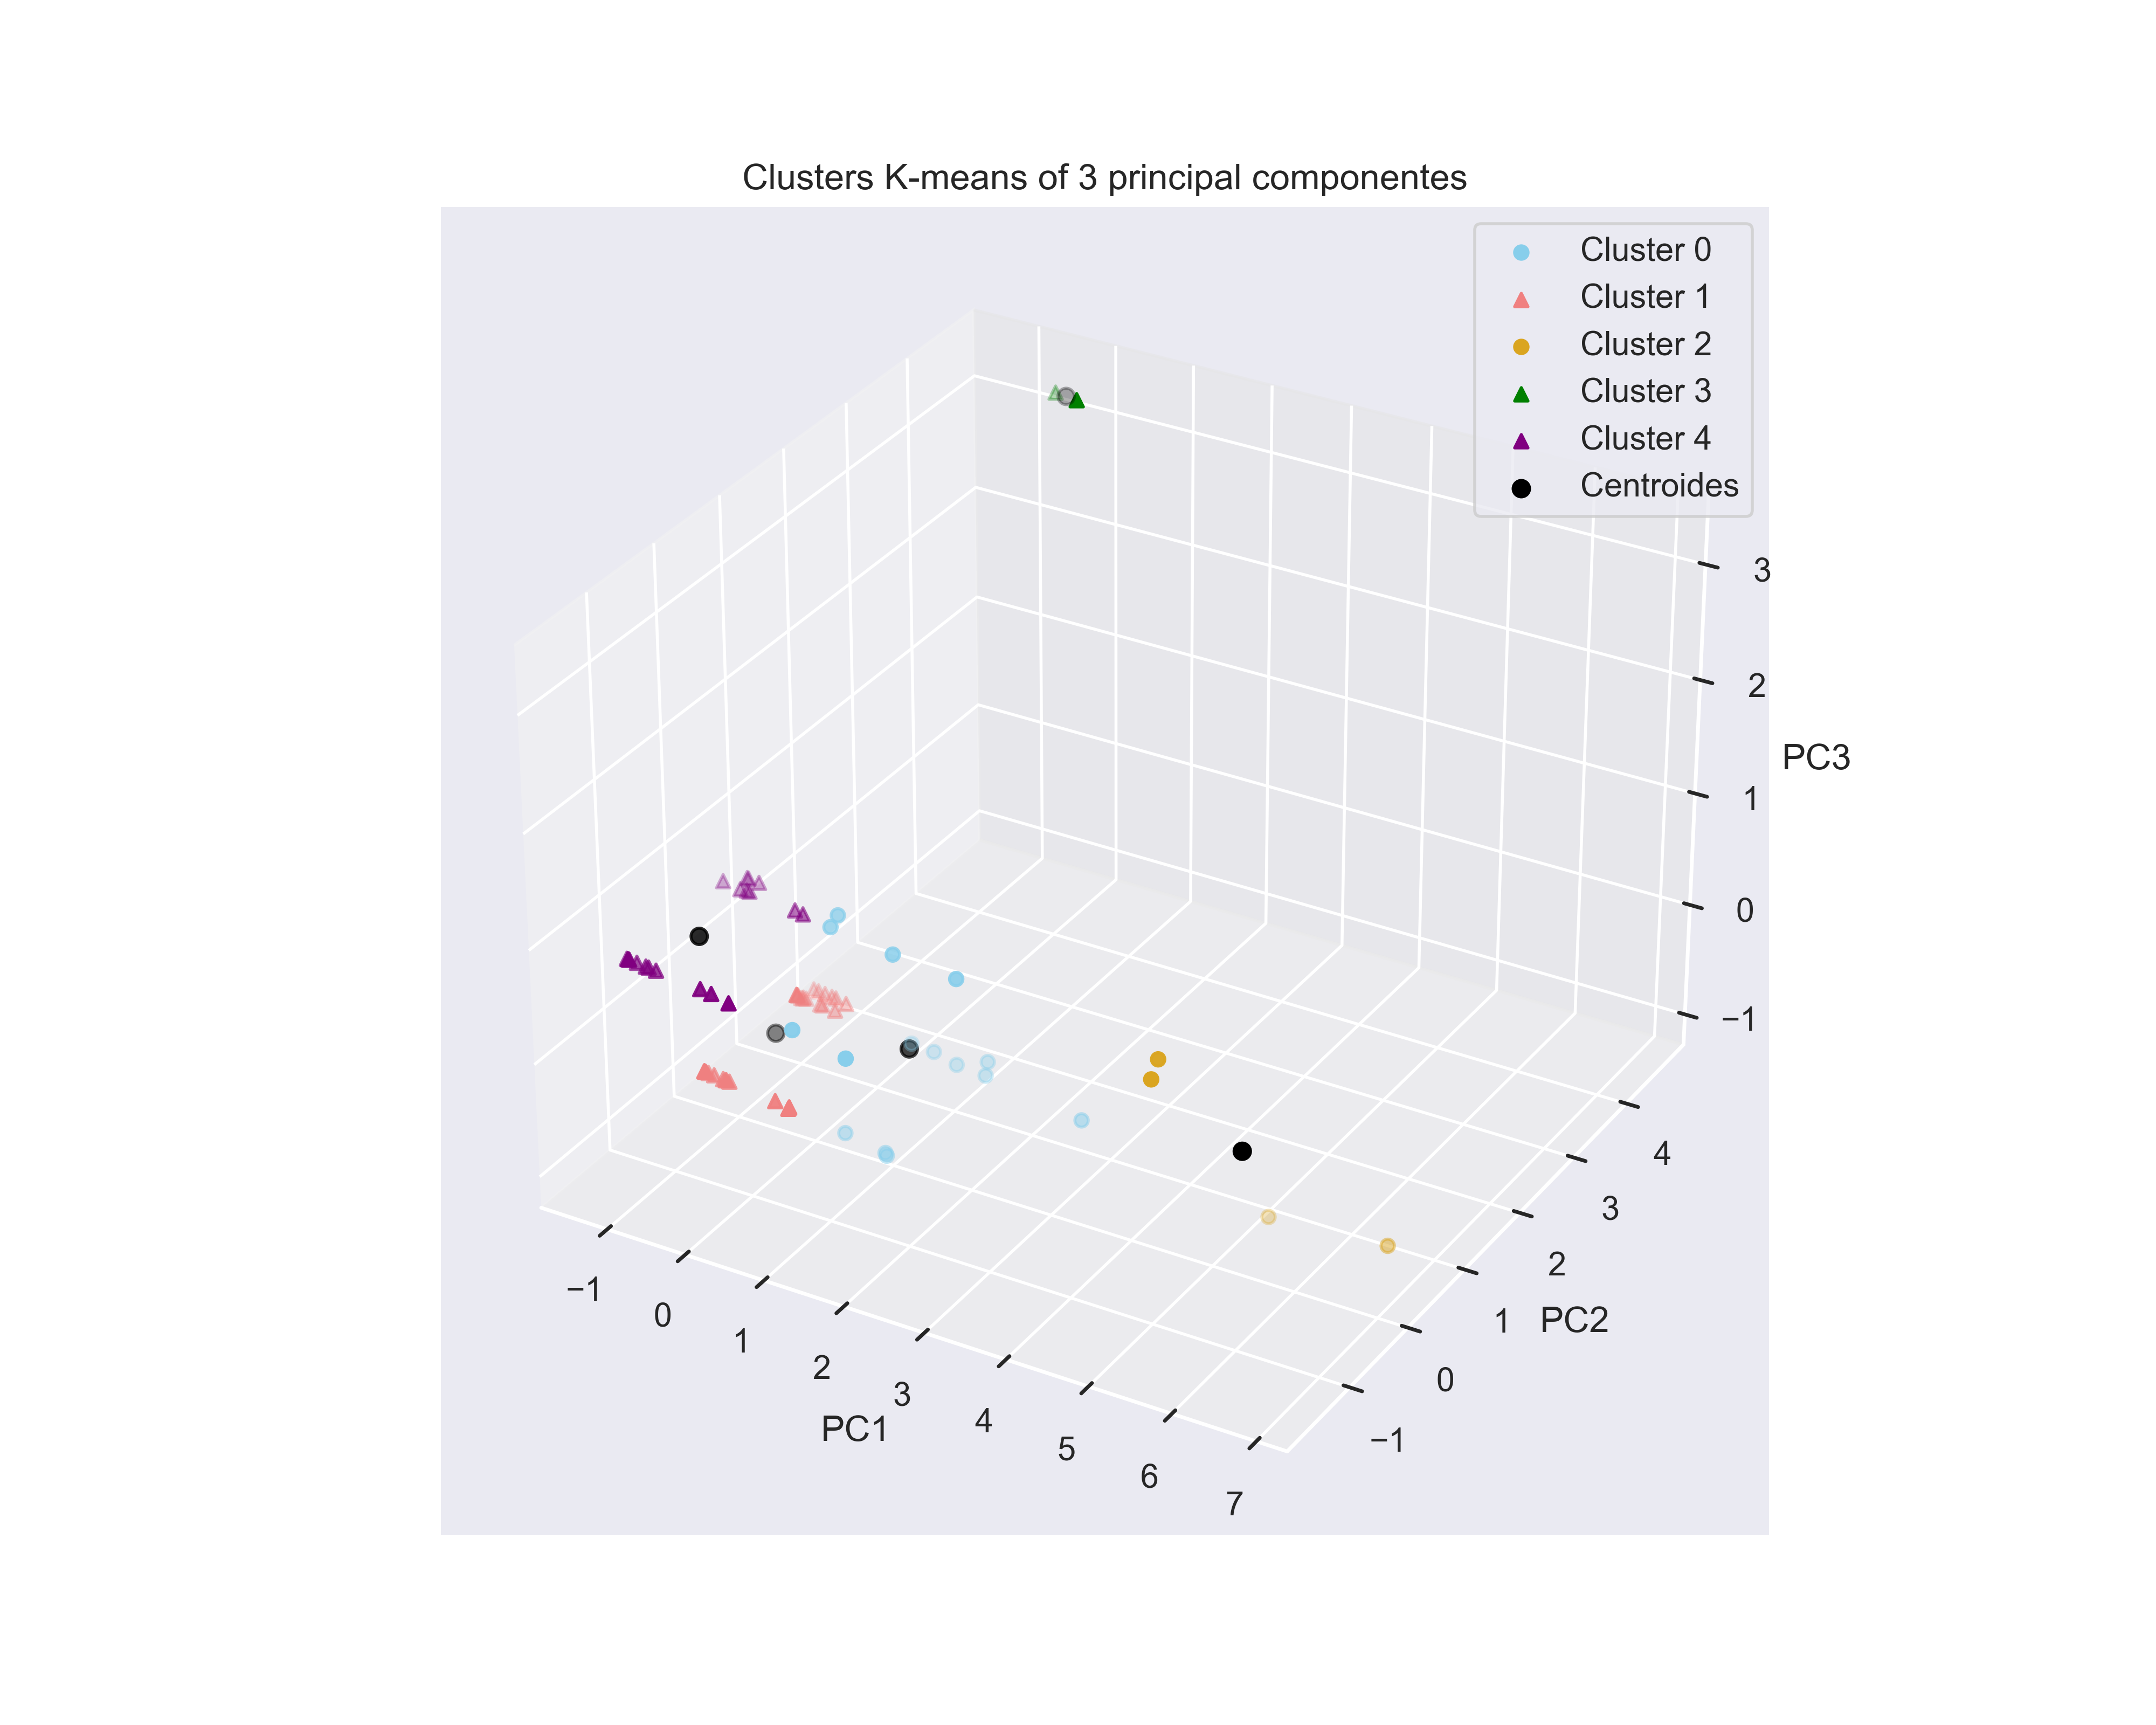 Clusters K-means of 3 principal componentes
Cluster 0
Cluster 1
Cluster 2
Cluster 3
Cluster 4
Centroides
3
2
1
0
−1
PC3
4
3
2
1
0
−1
PC2
−1
0
1
2
3
4
5
6
7
PC1